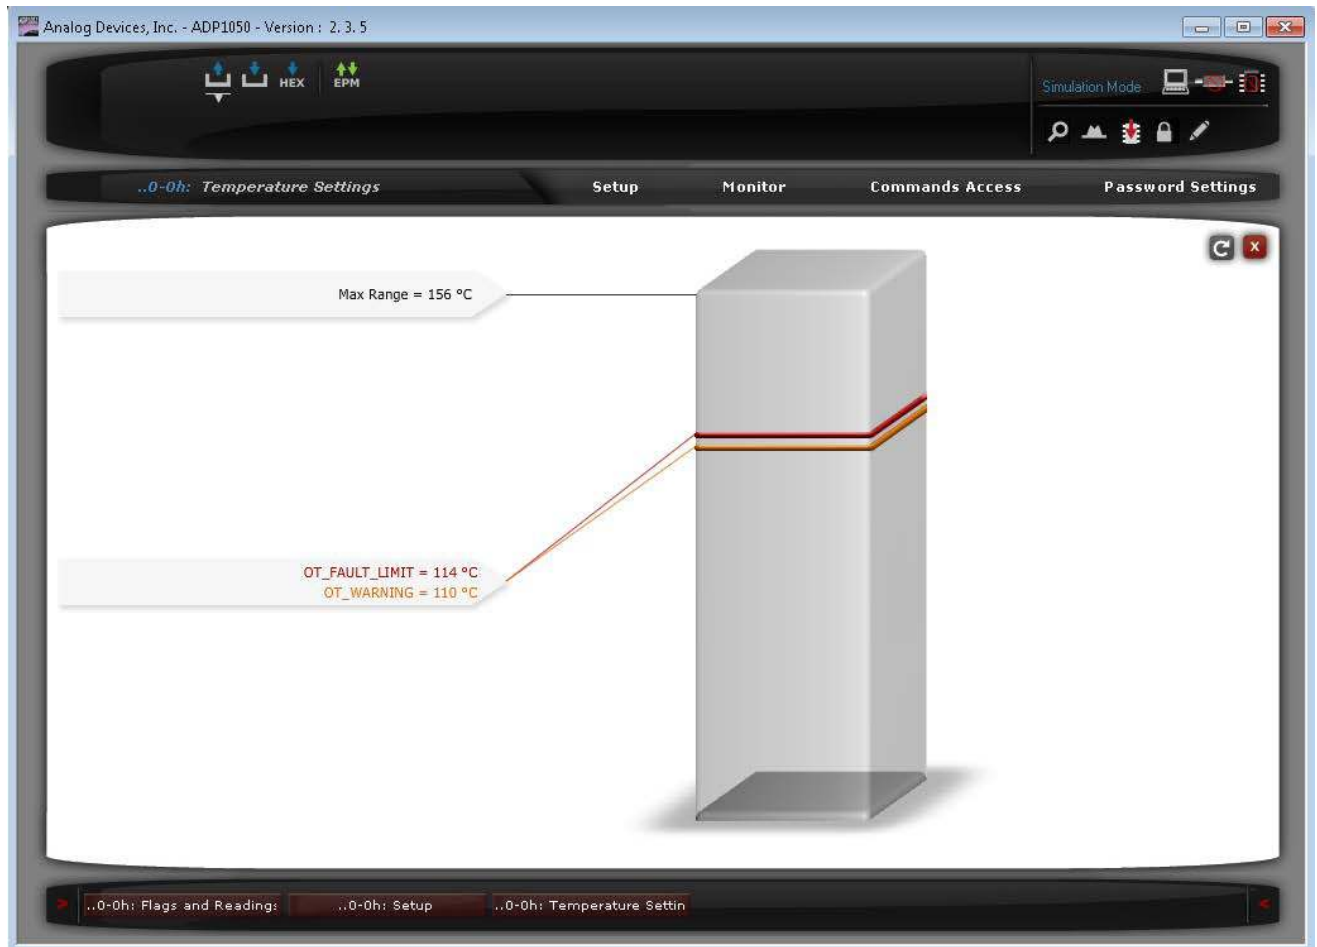 Analog Devices, Inc. - ADP1050 - Version : 2. 3. 5
HEX EPM
Simulation Mode
..0-0h: Temperature Settings Setup Monitor Commands Access Password Settings
Max Range = 156 °C
OT_FAULT_LIMIT = 114 °C
OT_WARNING = 110 °C
..0-0h: Flags and Readings ..0-0h: Setup ..0-0h: Temperature Settin